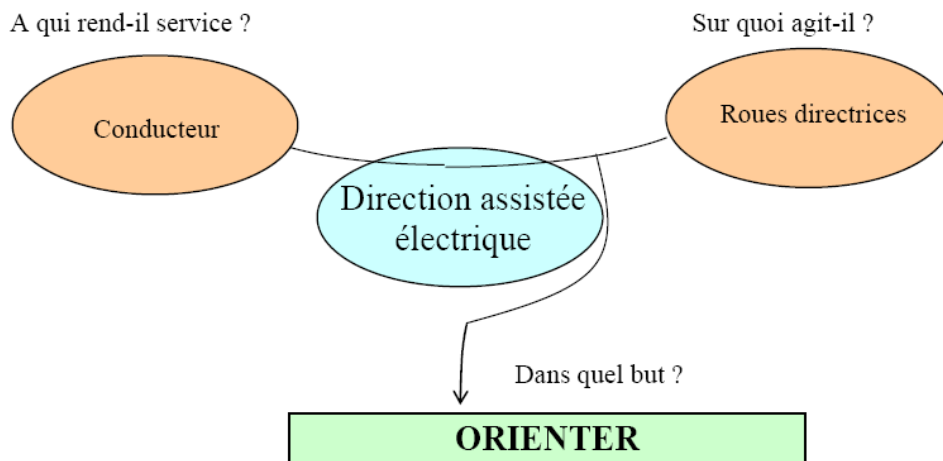 A qui rend-il service ?
Sur quoi agit-il ?
Conducteur
Roues directrices
Direction assistée
électrique
Dans quel but ?
ORIENTER